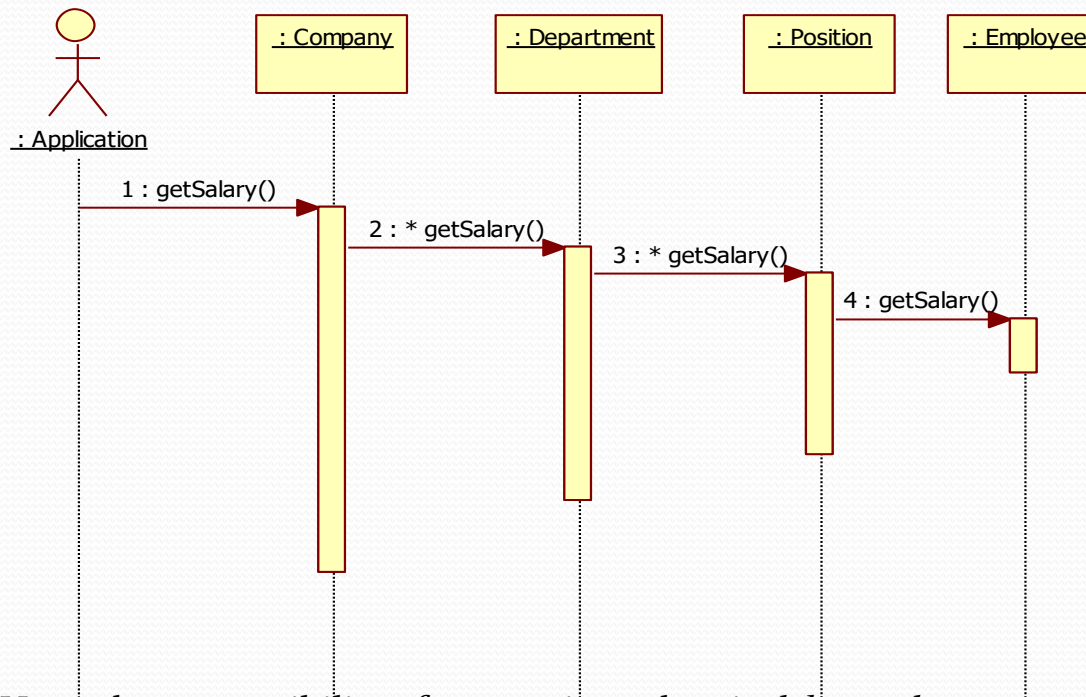 : Company
: Department
: Position
: Employee
: Application
1 : getSalary()
2 : * getSalary()
3 : * getSalary()
4 : getSalary()